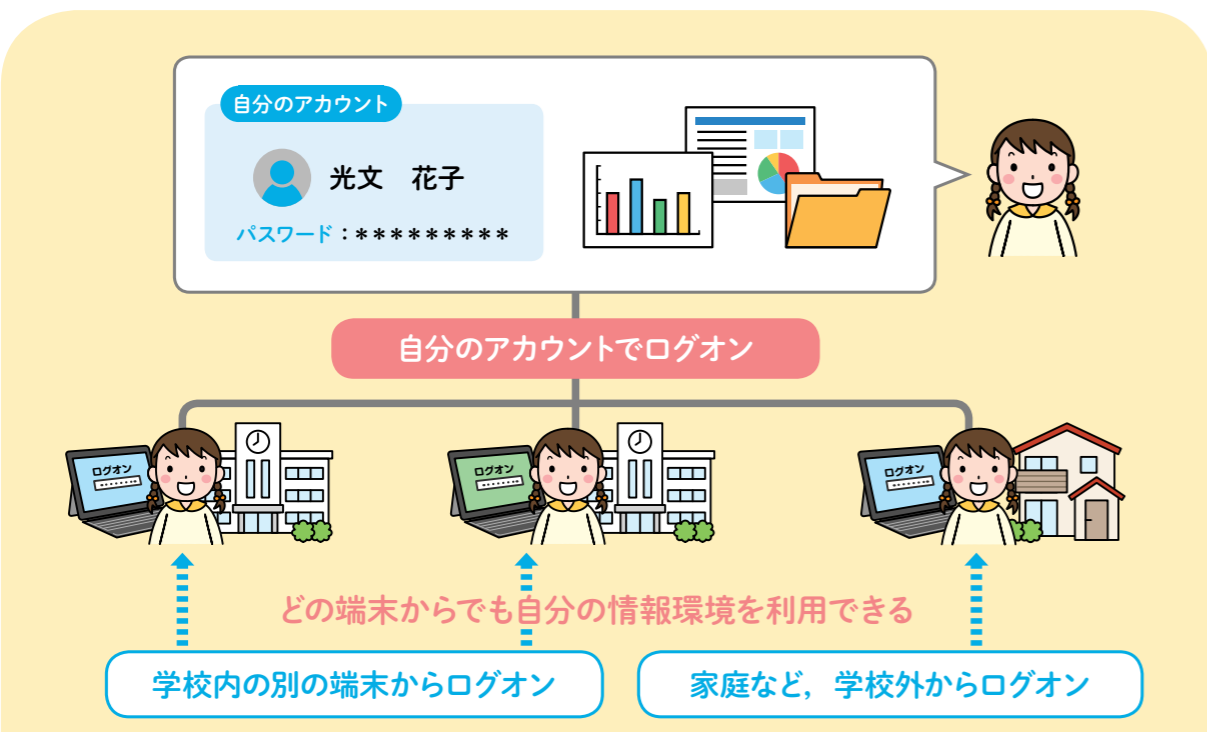 自分のアカウント
光文　花子
パスワード：*********
自分のアカウントでログオン
ログオン
ログオン
ログオン
どの端末からでも自分の情報環境を利用できる
学校内の別の端末からログオン
家庭など，学校外からログオン